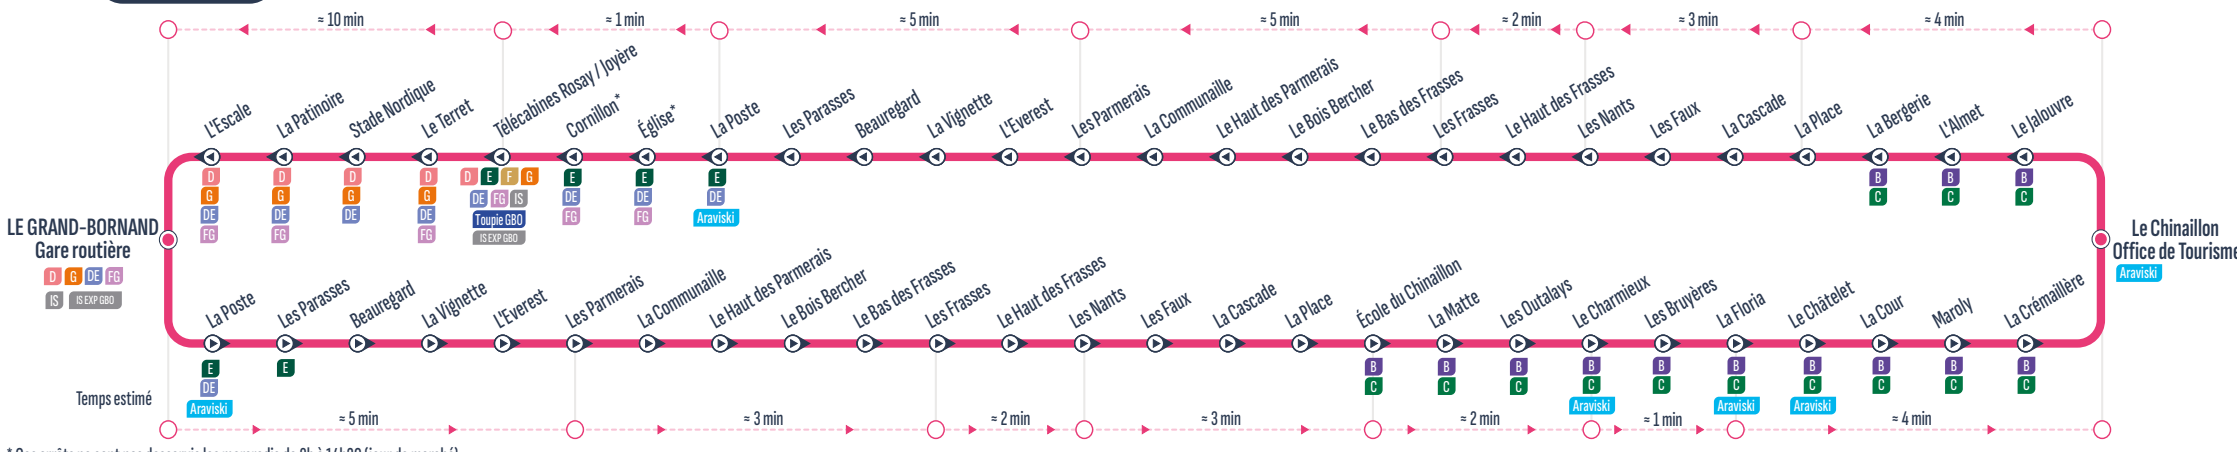 ≈ 10 min
≈ 1 min
≈ 5 min
≈ 5 min
≈ 2 min
≈ 3 min
≈ 4 min
L'Escale
La Patinoire
Stade Nordique
Le Terret
Télécabines Rosay / Joyère
Cornillon*
Église*
La Poste
Les Parasses
Beauregard
La Vignette
L'Everest
Les Parmerais
La Communaille
Le Haut des Parmerais
Le Bois Bercher
Le Bas des Frasses
Les Frasses
Le Haut des Frasses
Les Nants
Les Faux
La Cascade
La Place
La Bergerie
L'Almet
Le Jalouvre
D G DE FG
D G DE FG
D G DE
D G DE FG
D E F G
DE FG IS
Toupie GBO
IS EXP GBO
E DE FG
E DE FG
E DE
Araviski
B C
B C
B C
LE GRAND-BORNAND
Gare routière
D G DE FG
IS IS EXP GBO
Le Chinaillon
Office de Tourisme
Araviski
La Poste
Les Parasses
Beauregard
La Vignette
L'Everest
Les Parmerais
La Communaille
Le Haut des Parmerais
Le Bois Bercher
Le Bas des Frasses
Les Frasses
Le Haut des Frasses
Les Nants
Les Faux
La Cascade
La Place
École du Chinaillon
La Matte
Les Outalays
Le Charmieux
Les Bruyères
La Floria
Le Châtelet
La Cour
Maroly
La Crémaillère
E DE
Araviski
E
B C
B C
B C
B C
Araviski
B C
B C
Araviski
B C
Araviski
B C
B C
B C
Temps estimé
≈ 5 min
≈ 3 min
≈ 2 min
≈ 3 min
≈ 2 min
≈ 1 min
≈ 4 min